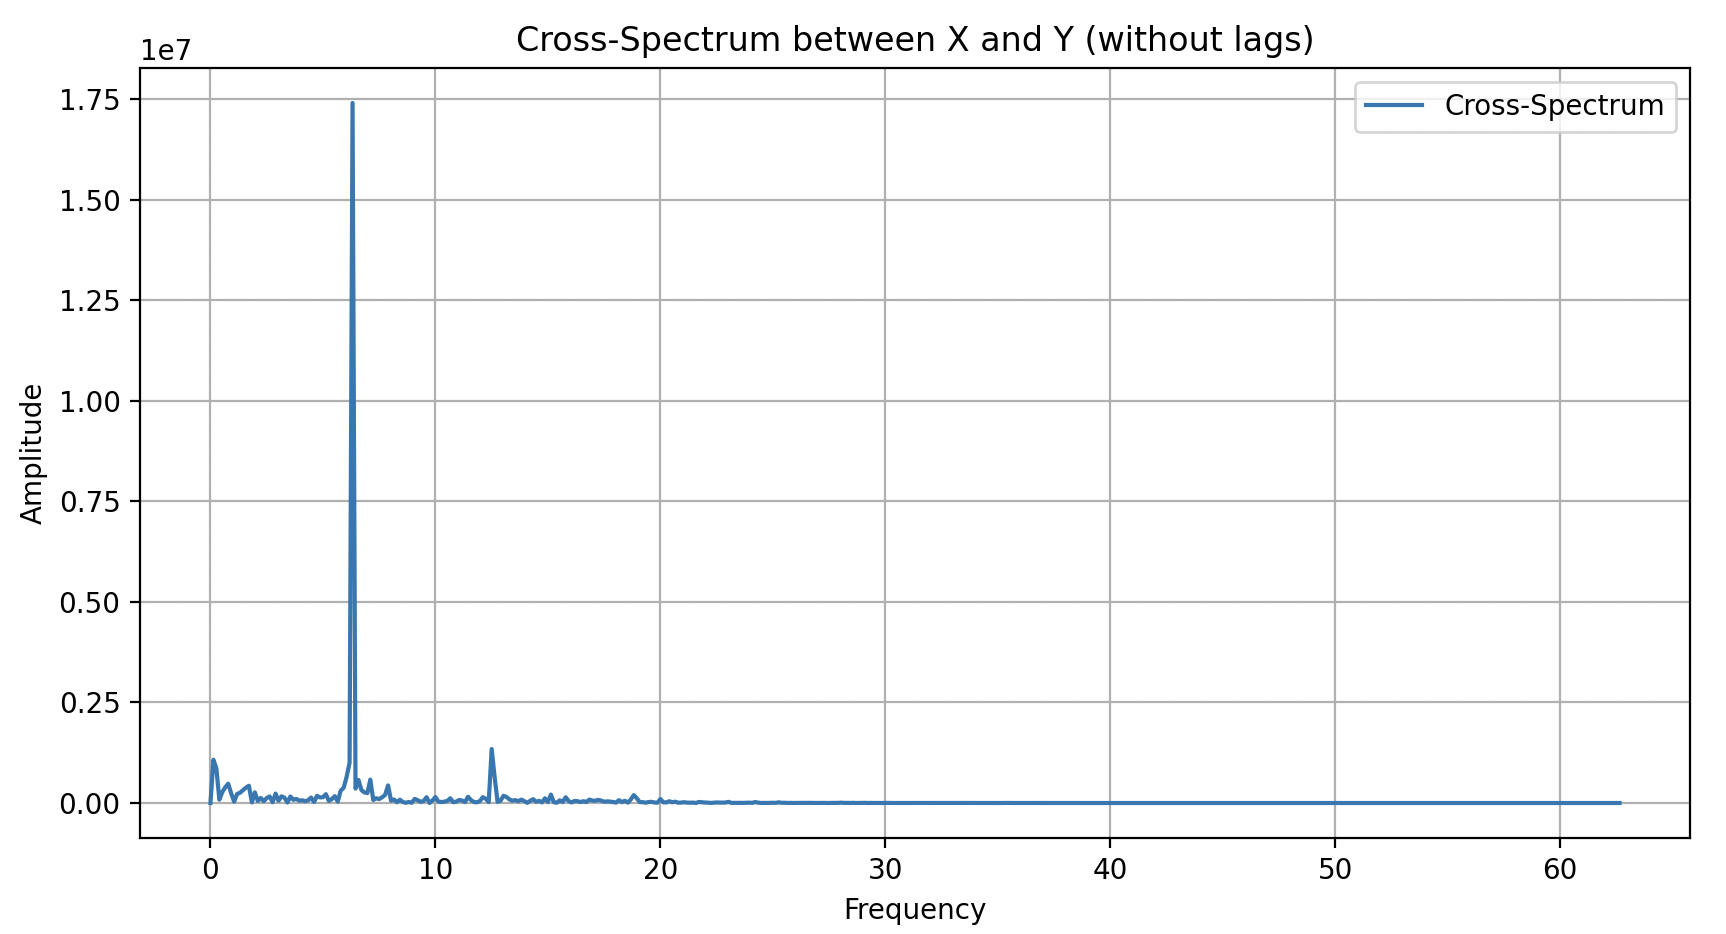 Cross-Spectrum between X and Y (without lags)
1e7
1.75
1.50
1.25
1.00
0.75
0.50
0.25
0.00
Amplitude
Cross-Spectrum
0 10 20 30 40 50 60
Frequency